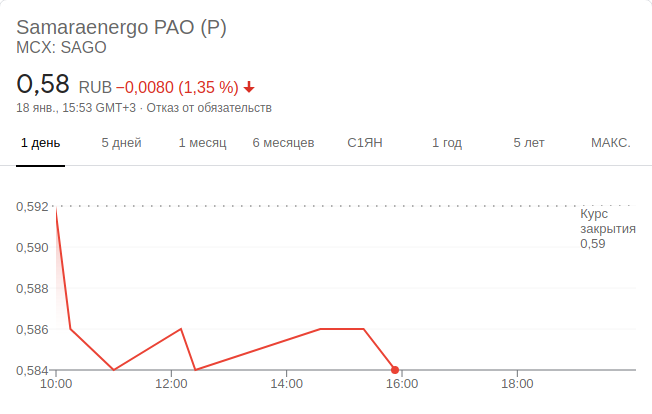 Samaraenergo PAO (P)
MCX: SAGO
0,58 RUB −0,0080 (1,35 %)
18 янв., 15:53 GMT+3 · Отказ от обязательств
1 день 5 дней 1 месяц 6 месяцев С1ЯН 1 год 5 лет МАКС.
0,592
Курс
закрытия
0,59
0,590
0,588
0,586
0,584
10:00 12:00 14:00 16:00 18:00